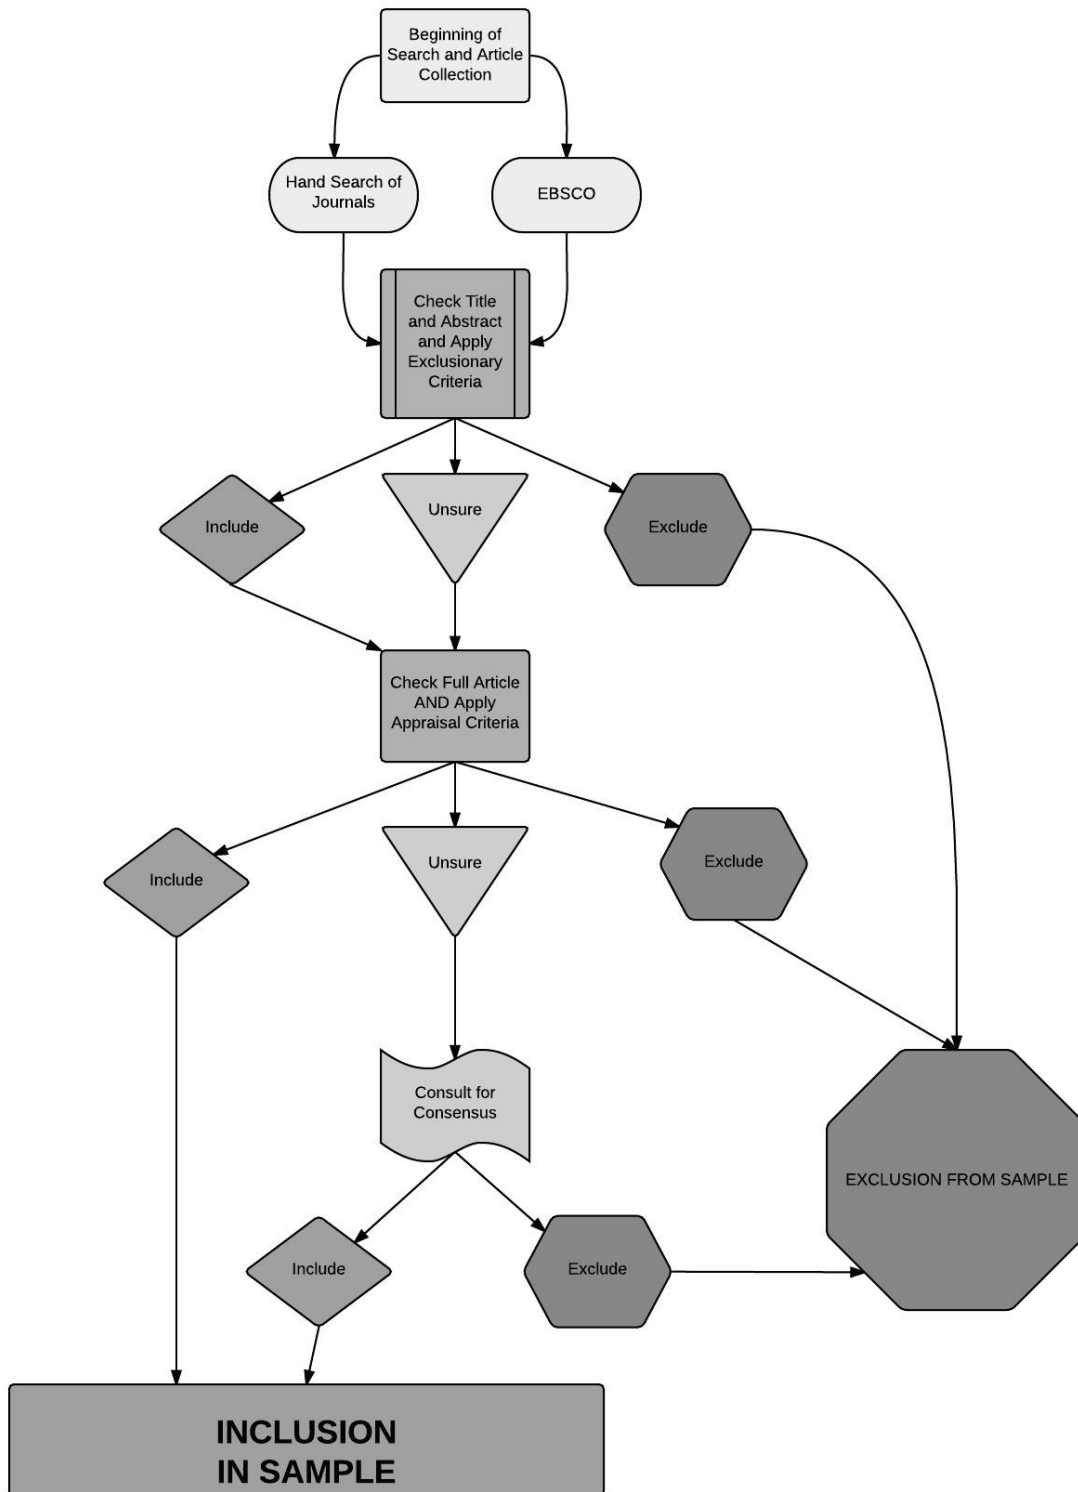 Beginning of
Search and Article
Collection
Hand Search of
Journals
EBSCO
Check Title
and Abstract
and Apply
Exclusionary
Criteria
Include
Unsure
Exclude
Check Full Article
AND Apply
Appraisal Criteria
Include
Unsure
Exclude
Consult for
Consensus
EXCLUSION FROM SAMPLE
Include
Exclude
INCLUSION
IN SAMPLE